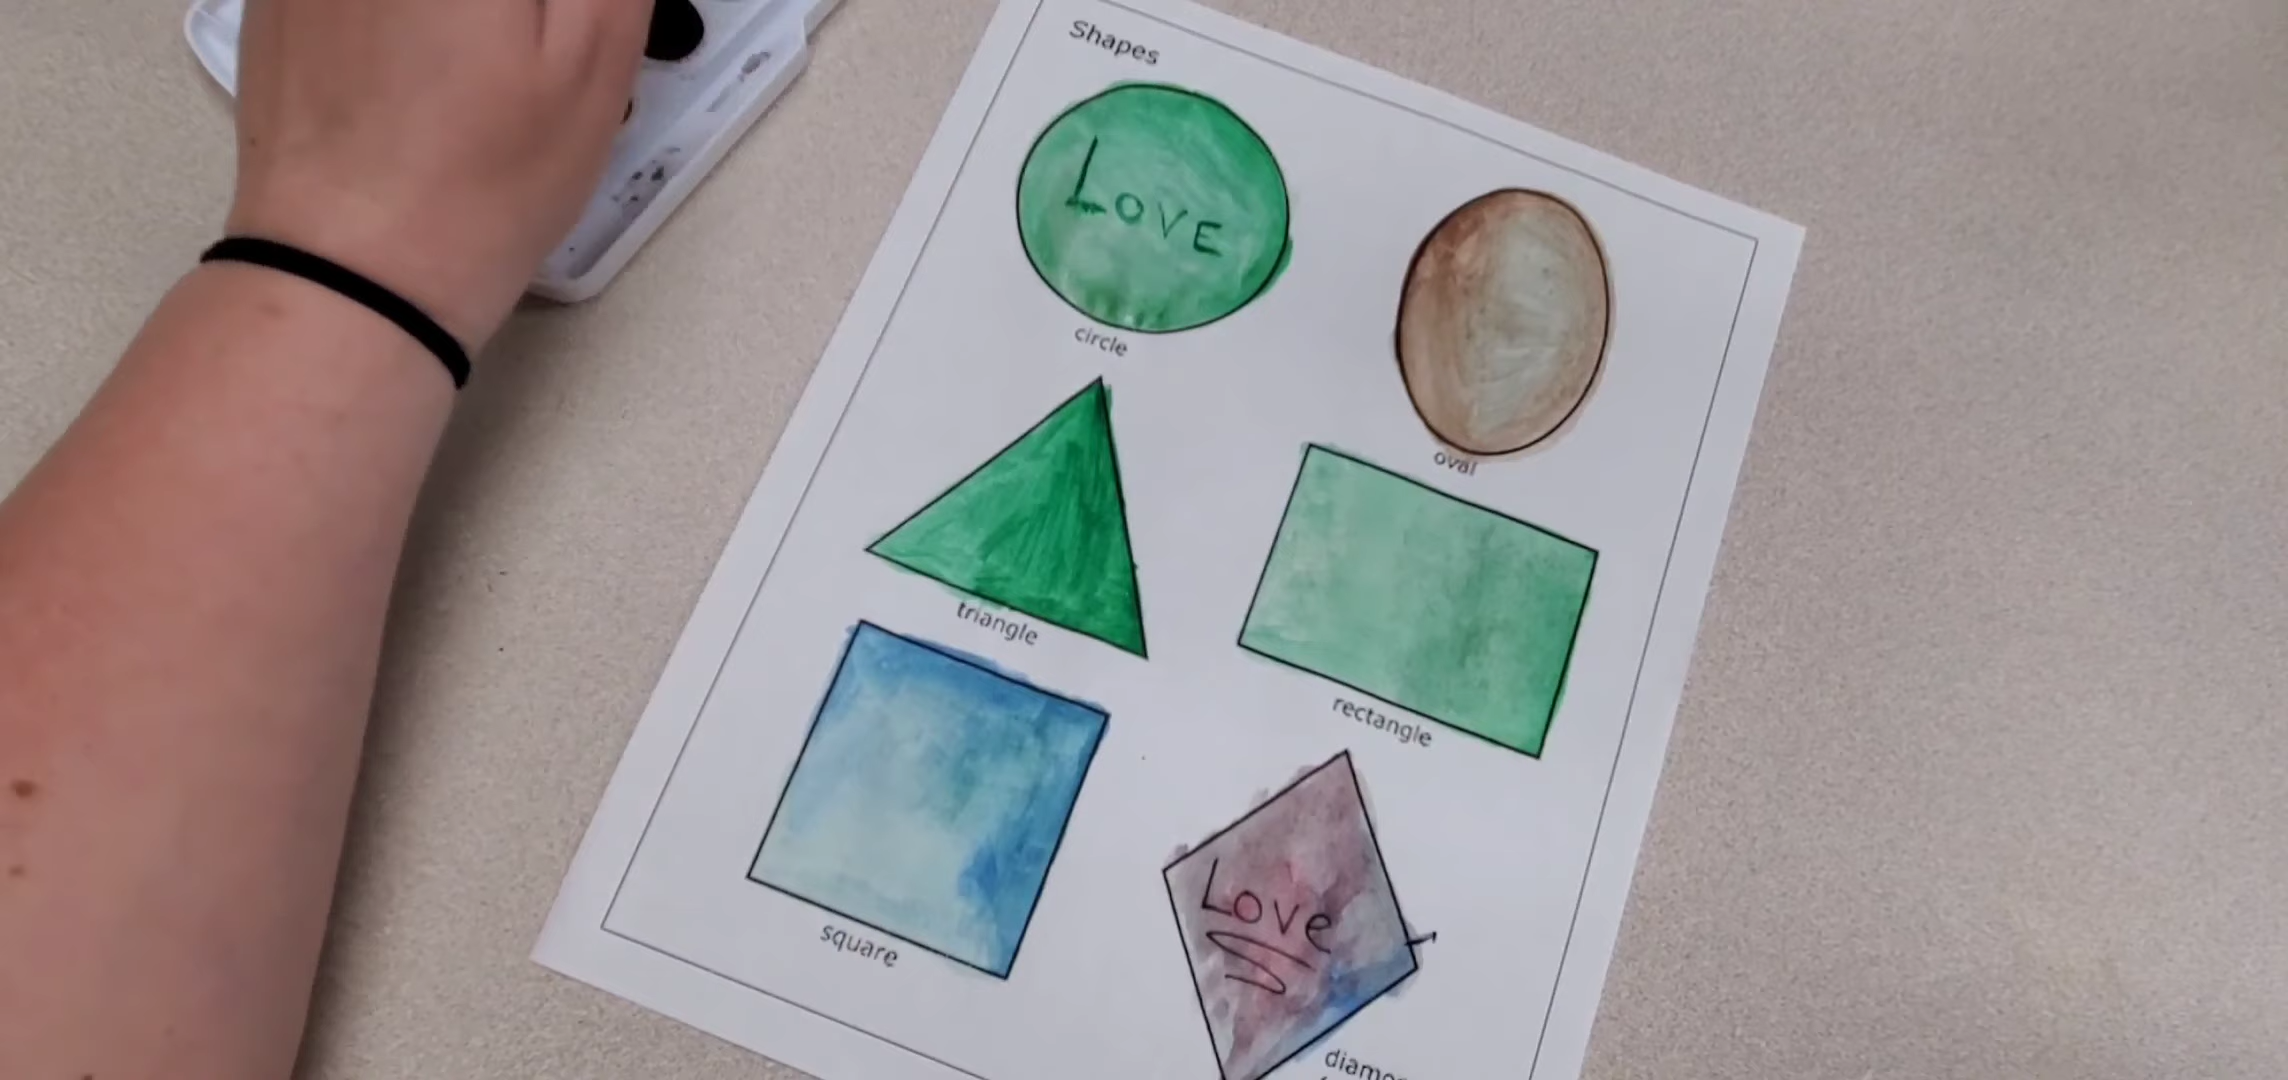 Shapes
LOVE
circle
oval
triangle
rectangle
square
Love